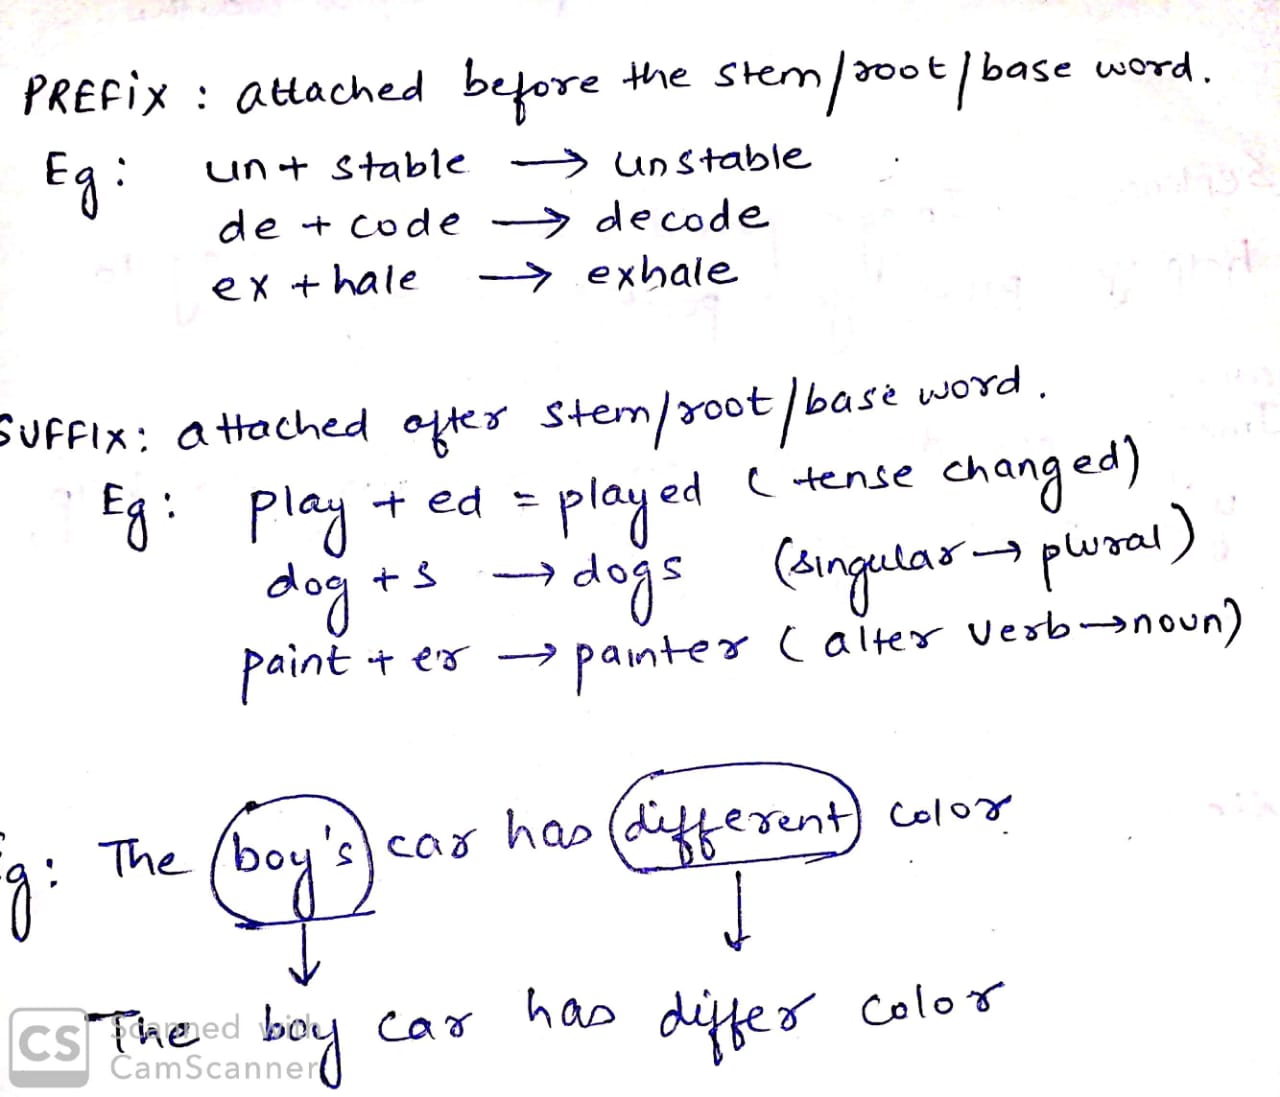 PREFIX : attached before the stem/root/base word.
Eg: un + stable → unstable
de + code → decode
ex + hale → exhale
SUFFIX: attached after stem/root/base word.
Eg: play + ed = played (tense changed)
dog + s → dogs (singular → plural)
paint + er → painter (alter verb → noun)
Eg: The boy's car has different color
The boy car has differ color
CS Scanned with
CamScanner